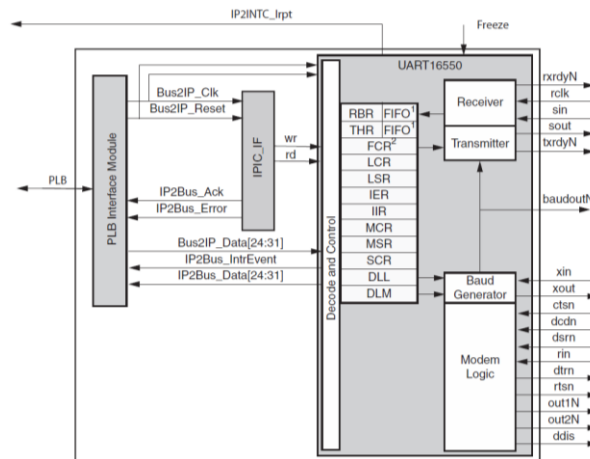 IP2INTC_Irpt
Freeze
UART16550
PLB
PLB Interface Module
Bus2IP_Clk
Bus2IP_Reset
IPIC_IF
wr
rd
IP2Bus_Ack
IP2Bus_Error
Bus2IP_Data[24:31]
IP2Bus_IntrEvent
IP2Bus_Data[24:31]
Decode and Control
RBR FIFO1
THR FIFO1
FCR2
LCR
LSR
IER
IIR
MCR
MSR
SCR
DLL
DLM
Receiver
Transmitter
Baud
Generator
Modem
Logic
rxrdyN
rclk
sin
sout
txrdyN
baudoutN
xin
xout
ctsn
dcdn
dsrn
rin
dtrn
rtsn
out1N
out2N
ddis